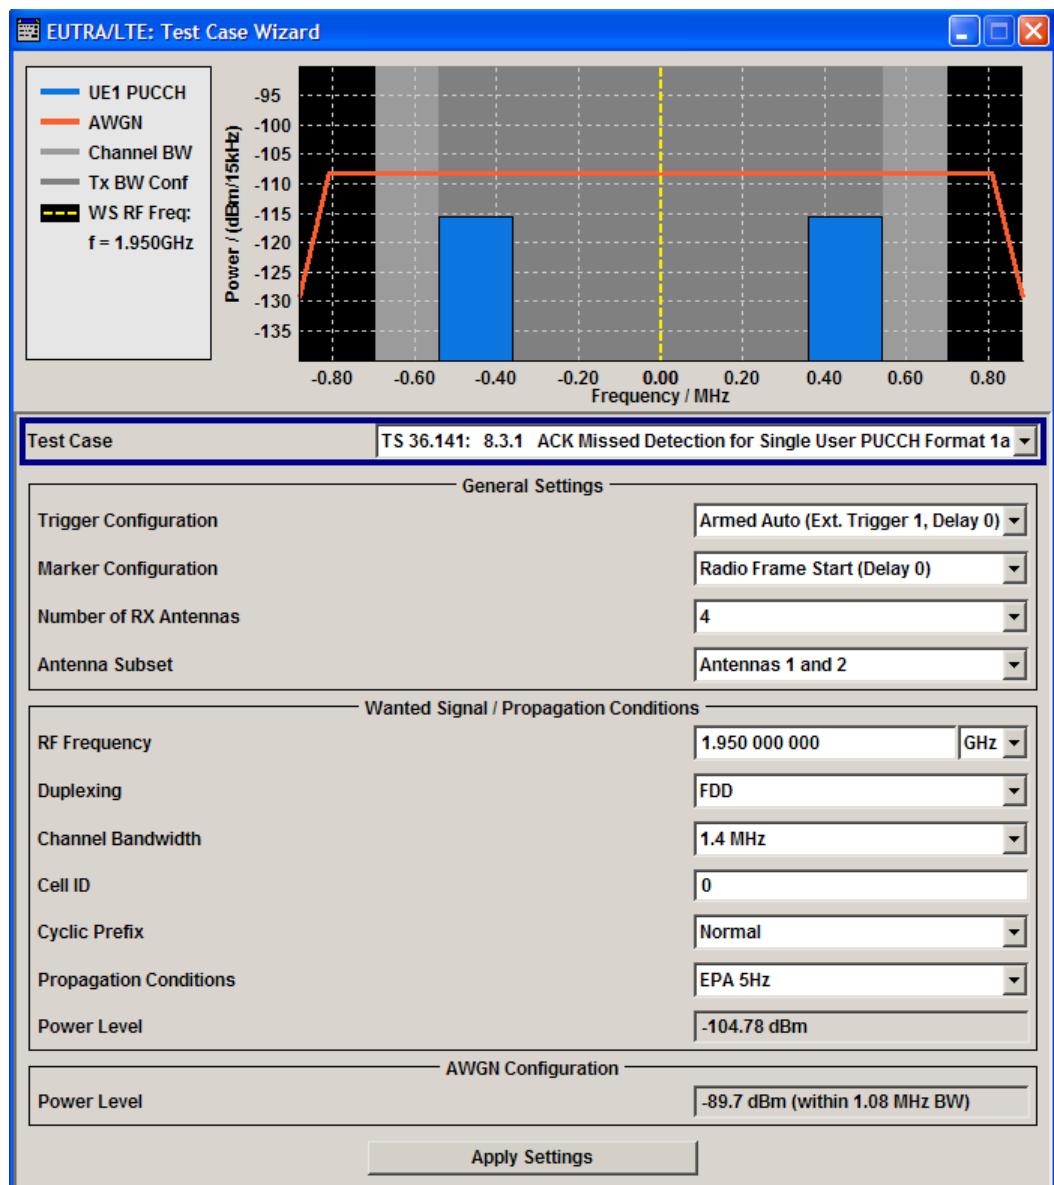 EUTRA/LTE: Test Case Wizard
UE1 PUCCH
AWGN
Channel BW
Tx BW Conf
WS RF Freq:
f = 1.950GHz
Power / (dBm/15kHz)
-95
-100
-105
-110
-115
-120
-125
-130
-135
-0.80 -0.60 -0.40 -0.20 0.00 0.20 0.40 0.60 0.80
Frequency / MHz
Test Case TS 36.141: 8.3.1 ACK Missed Detection for Single User PUCCH Format 1a
General Settings
Trigger Configuration Armed Auto (Ext. Trigger 1, Delay 0)
Marker Configuration Radio Frame Start (Delay 0)
Number of RX Antennas 4
Antenna Subset Antennas 1 and 2
Wanted Signal / Propagation Conditions
RF Frequency 1.950 000 000 GHz
Duplexing FDD
Channel Bandwidth 1.4 MHz
Cell ID 0
Cyclic Prefix Normal
Propagation Conditions EPA 5Hz
Power Level -104.78 dBm
AWGN Configuration
Power Level -89.7 dBm (within 1.08 MHz BW)
Apply Settings